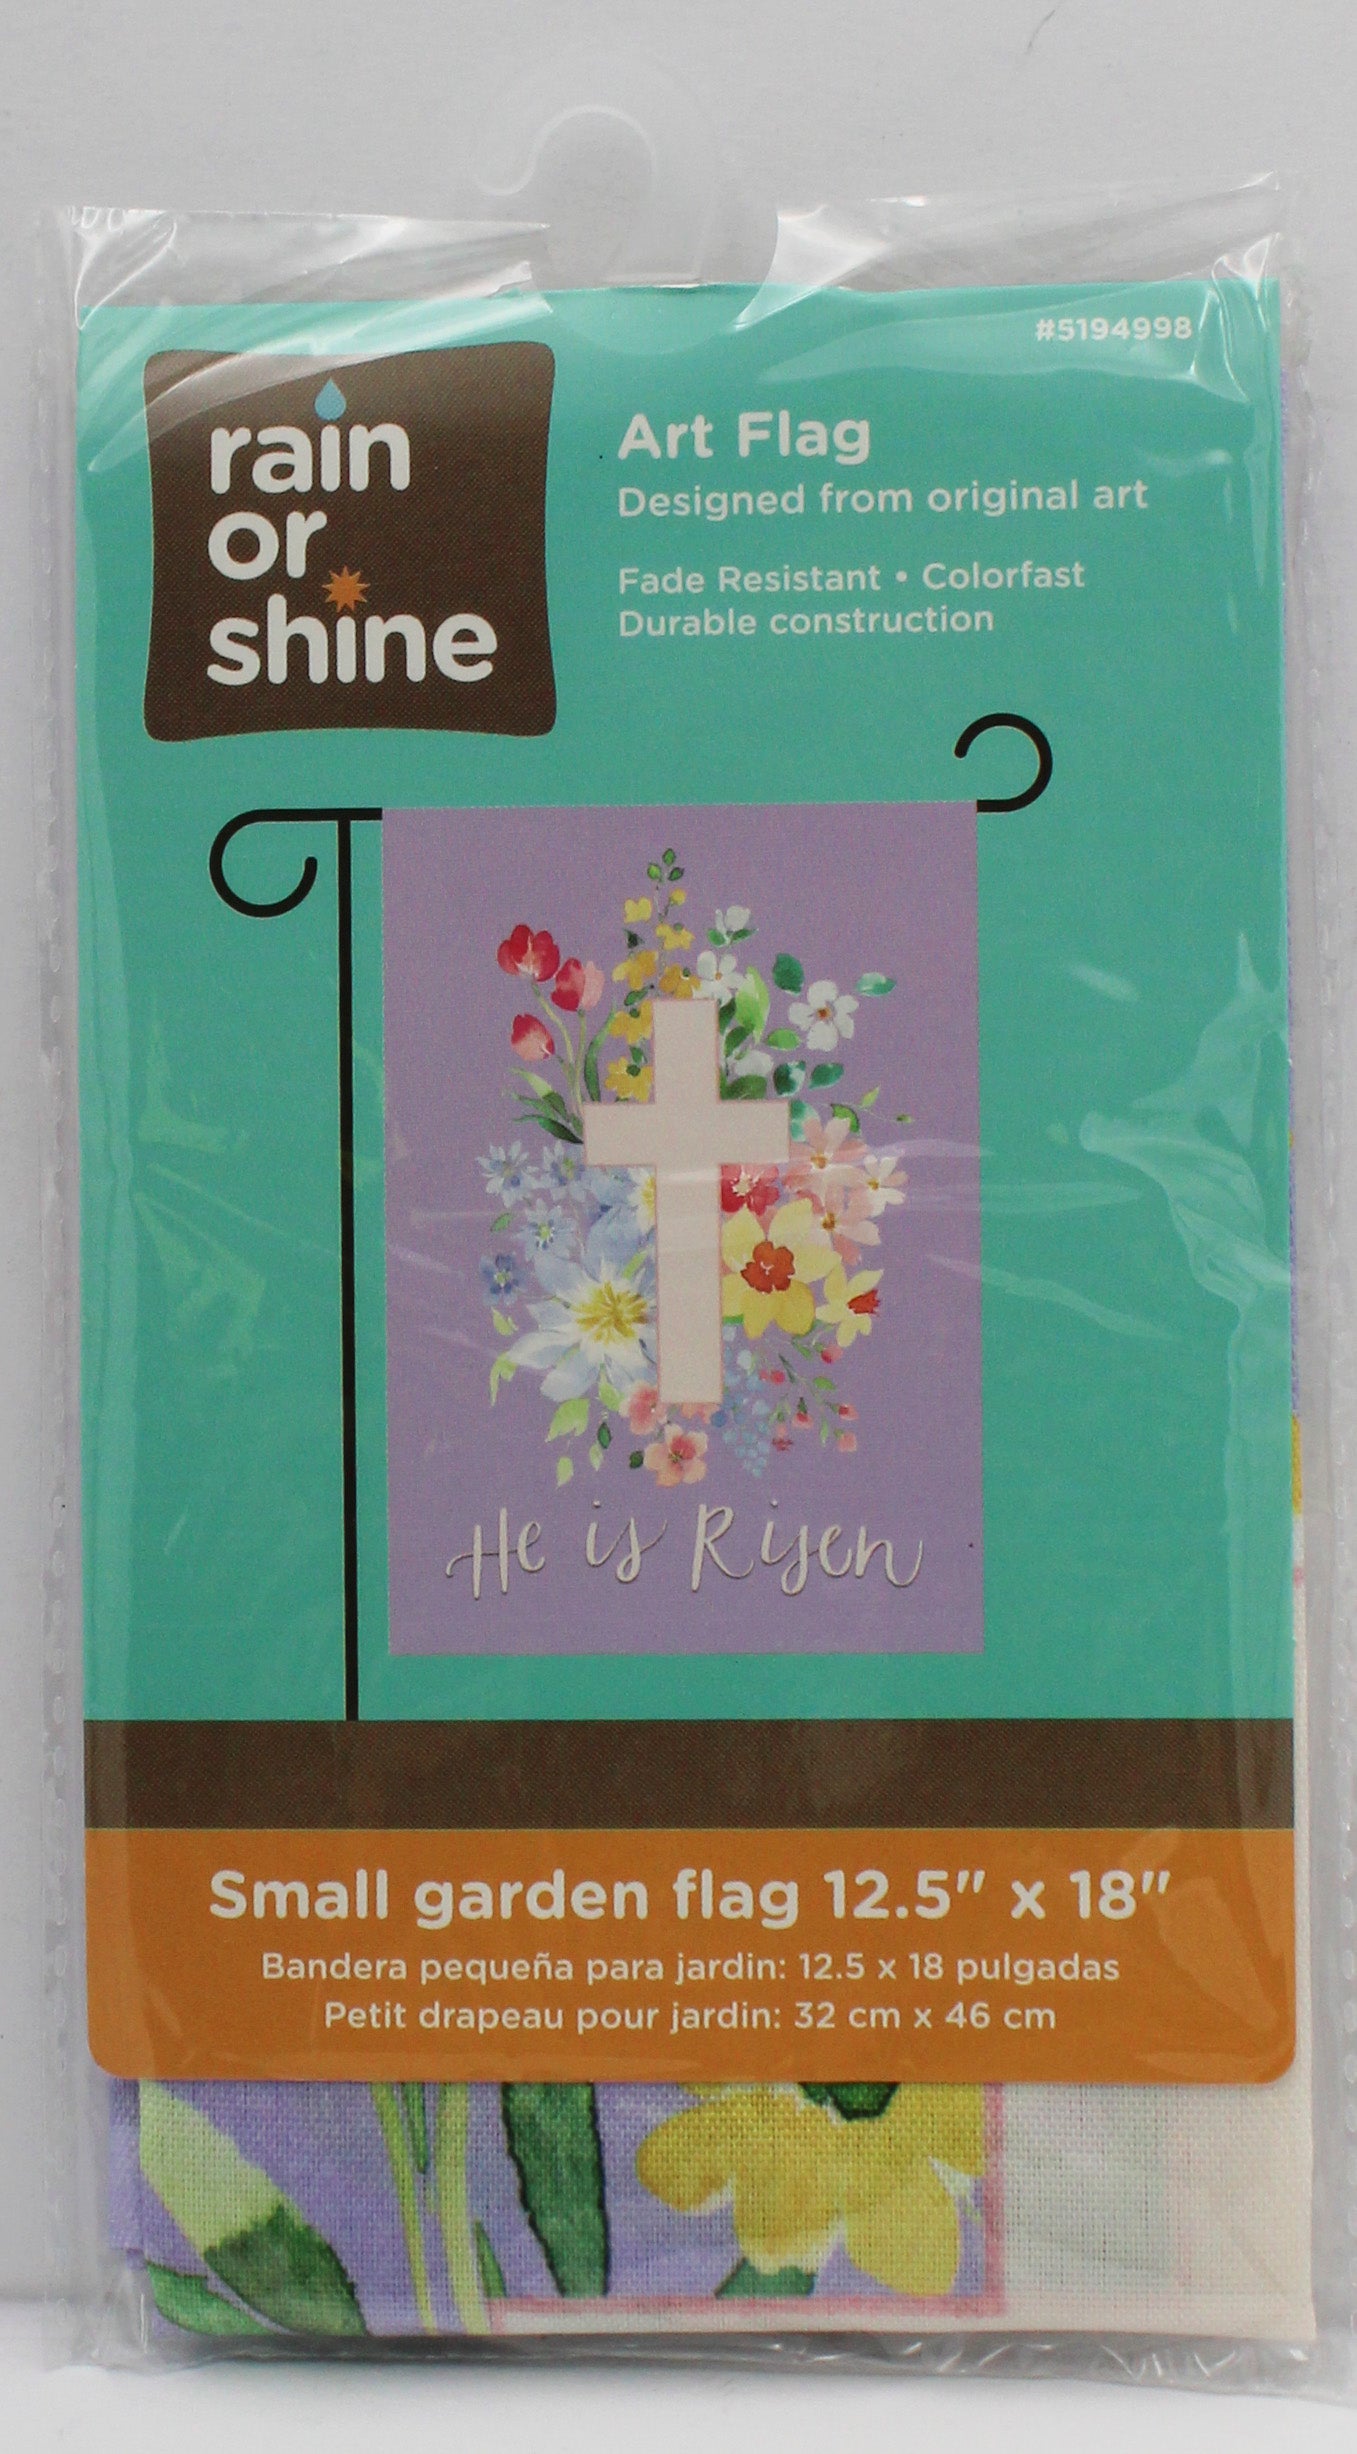 #5194998
rain
or
shine
Art Flag
Designed from original art
Fade Resistant • Colorfast
Durable construction
He is Risen
Small garden flag 12.5" x 18"
Bandera pequeña para jardin: 12.5 x 18 pulgadas
Petit drapeau pour jardin: 32 cm x 46 cm